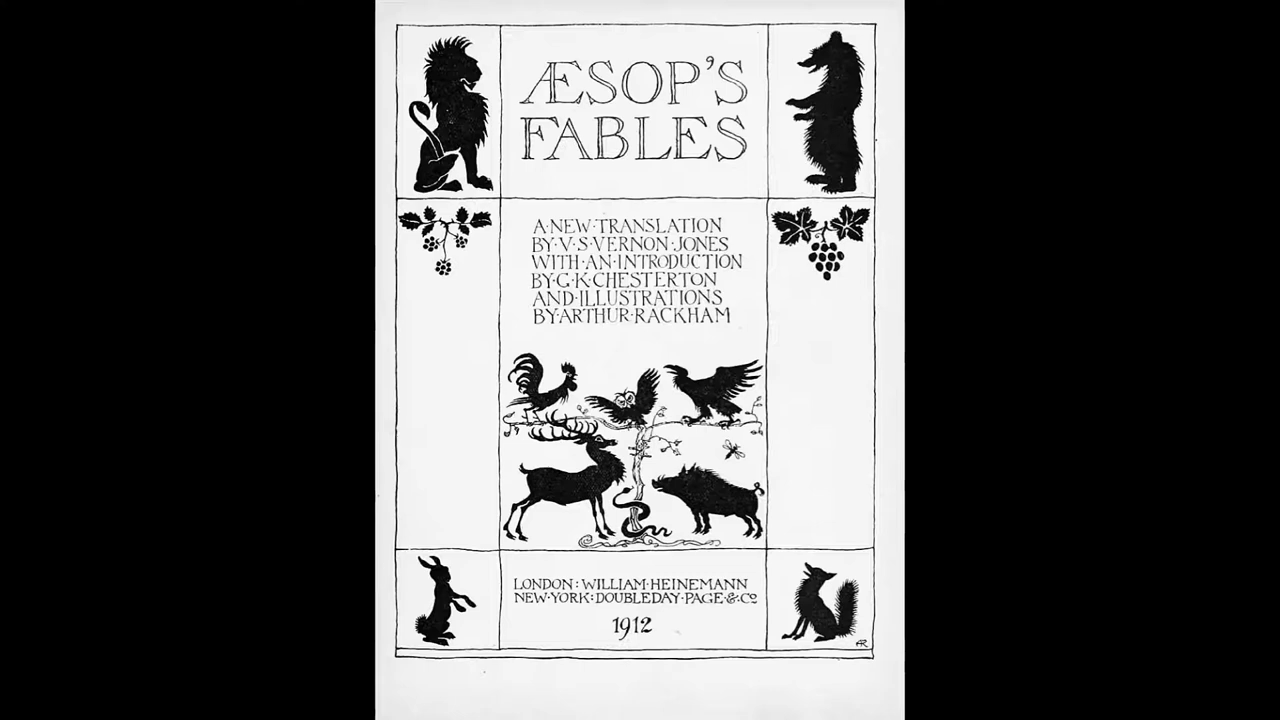 ÆSOP'S
FABLES
A·NEW·TRANSLATION
BY·V·S·VERNON·JONES
WITH·AN·INTRODUCTION
BY·G·K·CHESTERTON
AND·ILLUSTRATIONS
BY·ARTHUR·RACKHAM
LONDON: WILLIAM·HEINEMANN
NEW·YORK: DOUBLEDAY·PAGE·&·Co
1912
AR